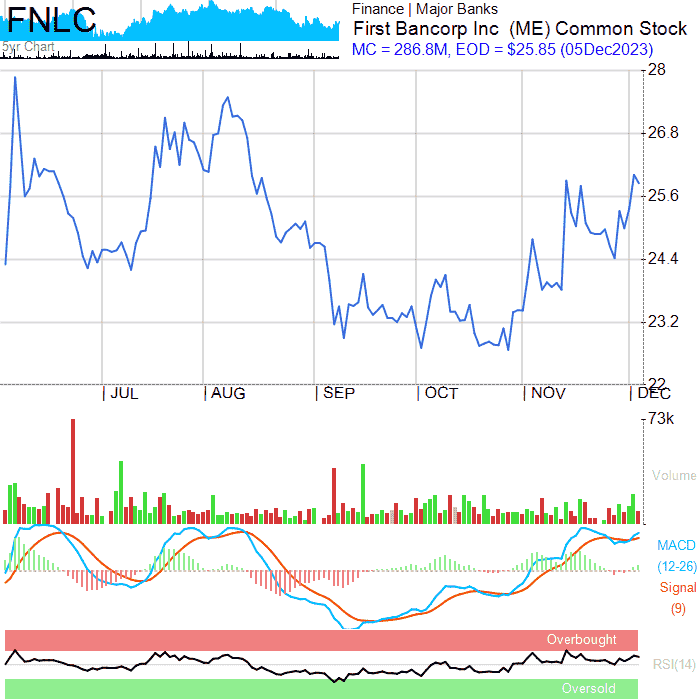 FNLC
5yr Chart
Finance | Major Banks
First Bancorp Inc (ME) Common Stock
MC = 286.8M, EOD = $25.85 (05Dec2023)
28
26.8
25.6
24.4
23.2
22
JUL
AUG
SEP
OCT
NOV
DEC
73k
Volume
MACD
(12-26)
Signal
(9)
Overbought
RSI(14)
Oversold